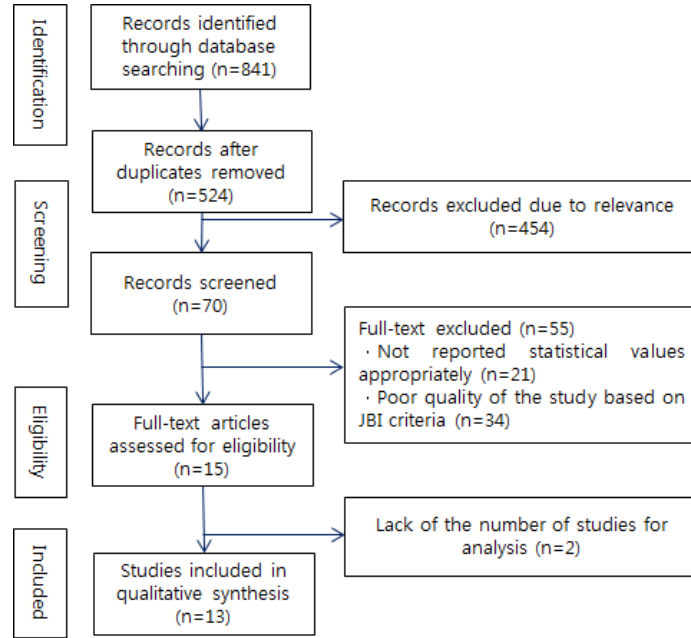 Identification
Records identified
through database
searching (n=841)
Records after
duplicates removed
(n=524)
Screening
Records excluded due to relevance
(n=454)
Records screened
(n=70)
Full-text excluded (n=55)
· Not reported statistical values
appropriately (n=21)
· Poor quality of the study based on
JBI criteria (n=34)
Eligibility
Full-text articles
assessed for eligibility
(n=15)
Lack of the number of studies for
analysis (n=2)
Included
Studies included in
qualitative synthesis
(n=13)